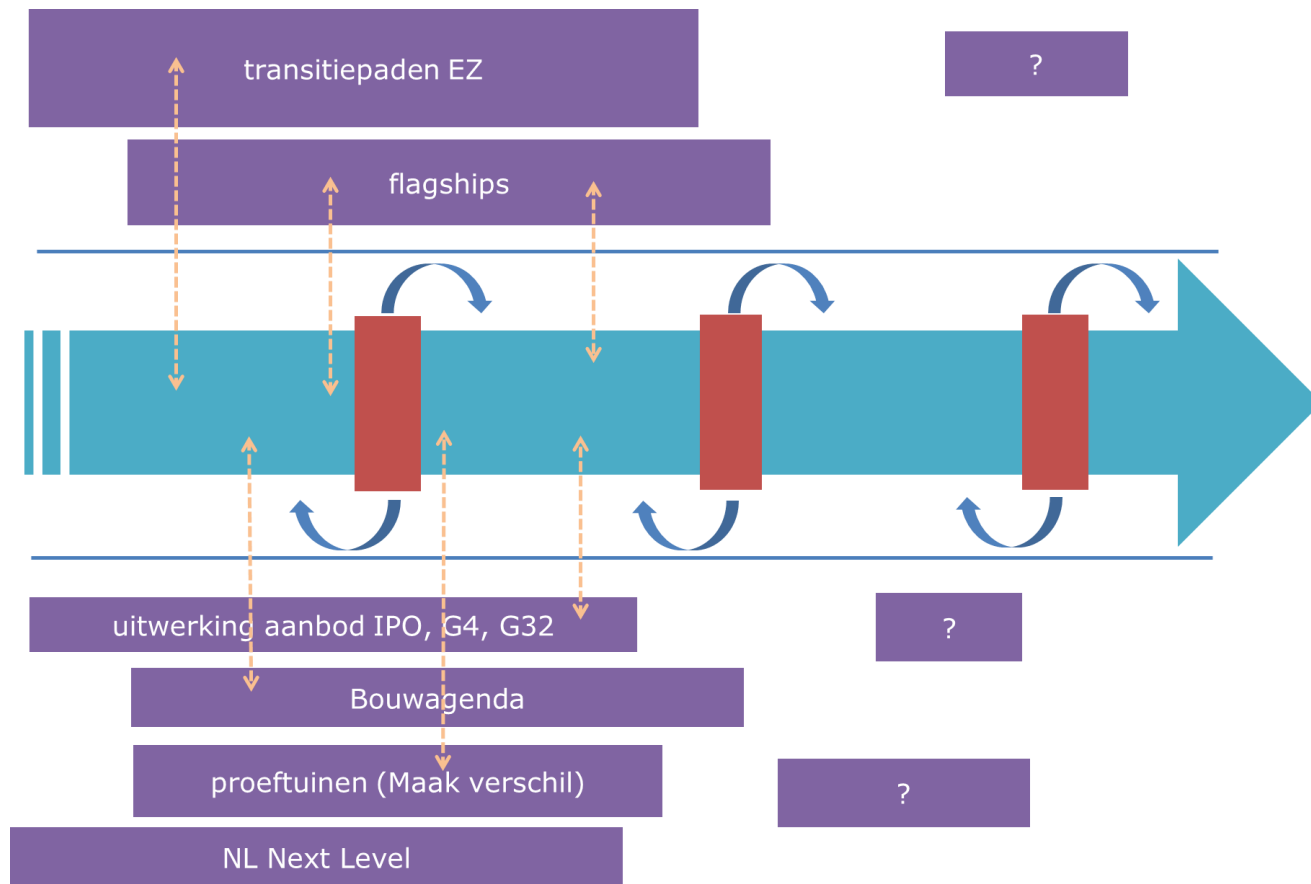 transitiepaden EZ
?
flagships
uitwerking aanbod IPO, G4, G32
?
Bouwagenda
proeftuinen (Maak verschil)
?
NL Next Level